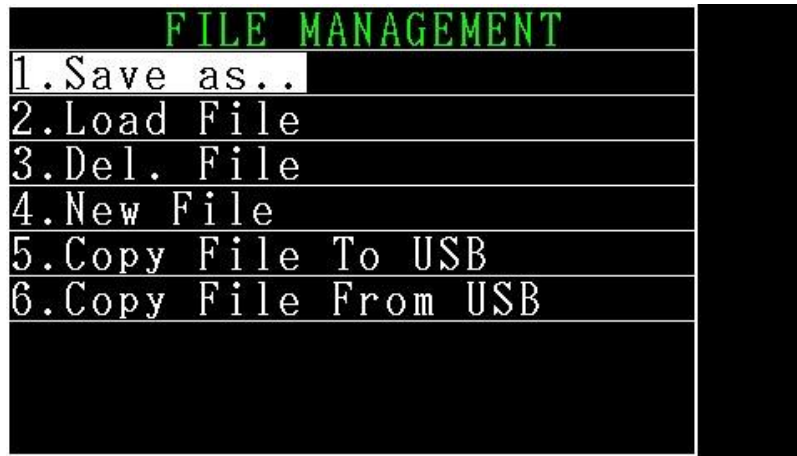 FILE MANAGEMENT
1.Save as..
2.Load File
3.Del. File
4.New File
5.Copy File To USB
6.Copy File From USB